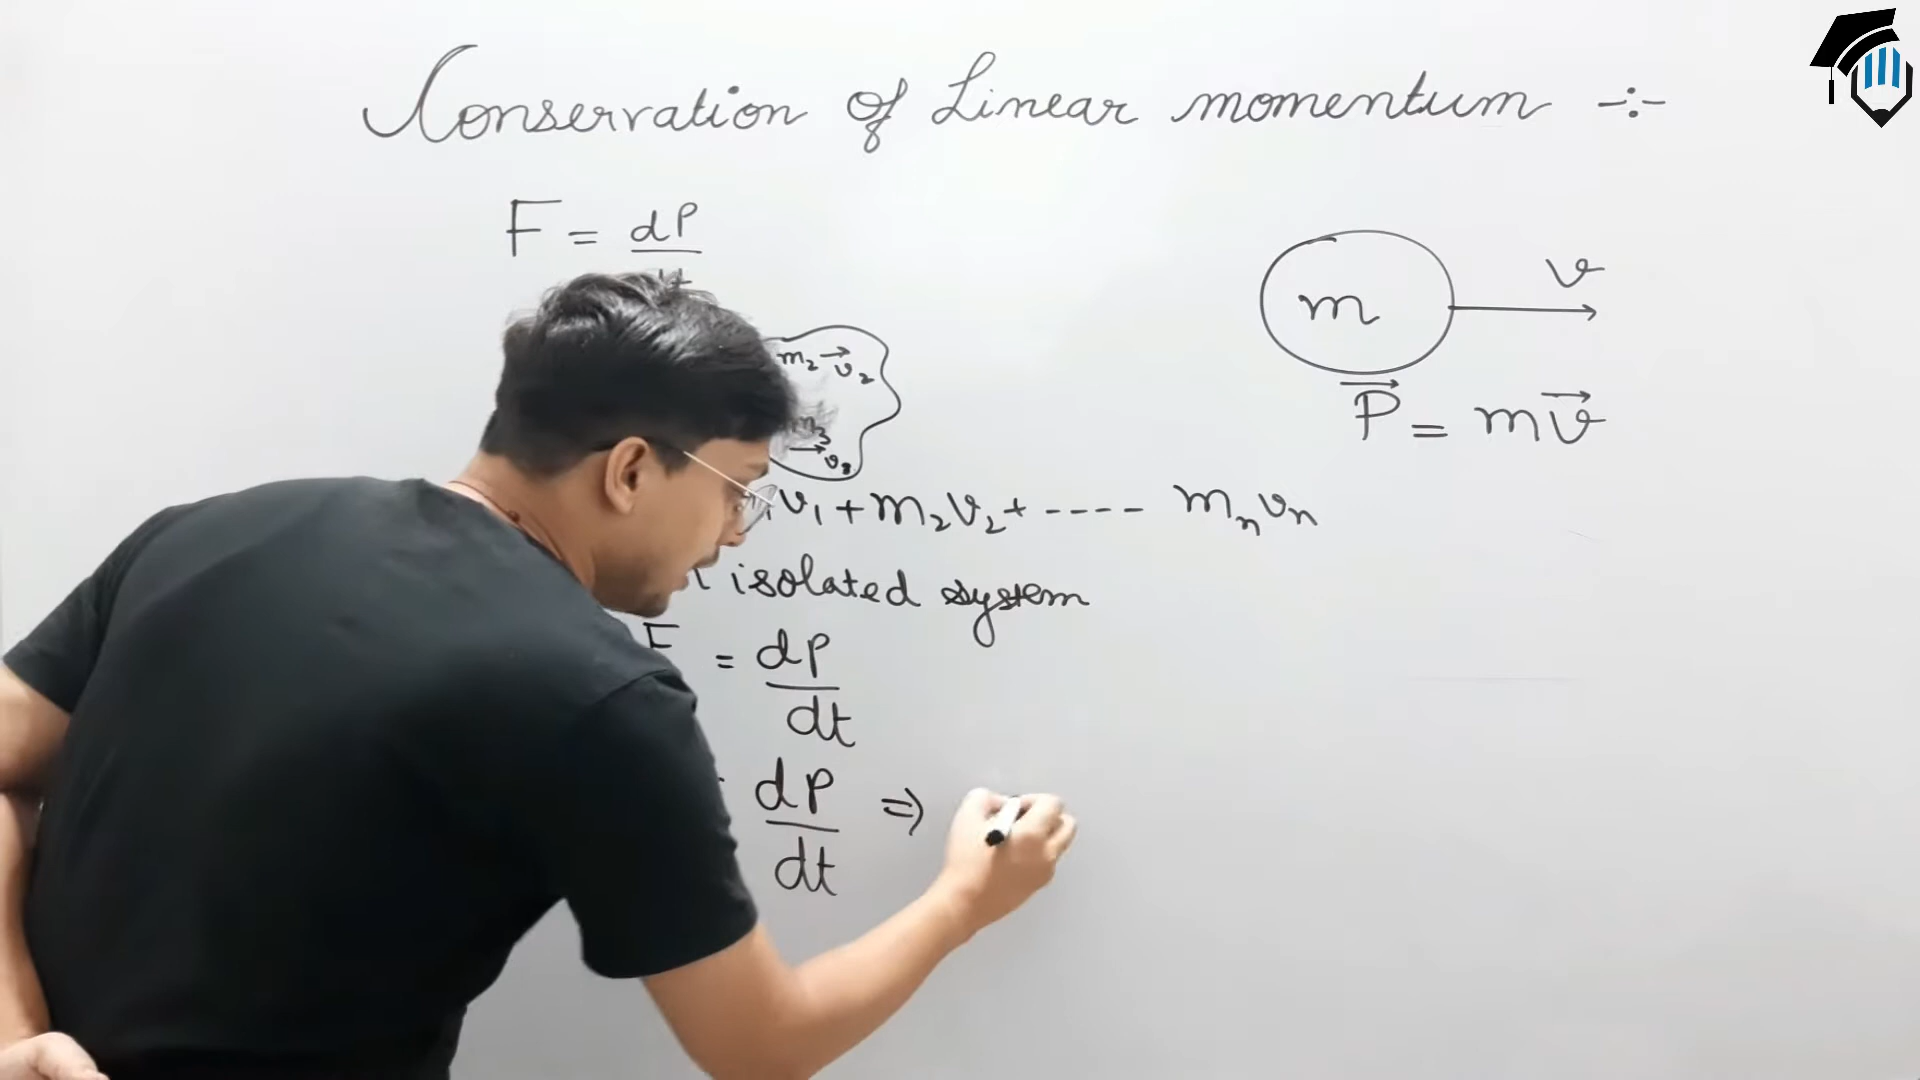 Conservation of Linear momentum ÷
F = dP
m v
m₂ v₂
P = mv
m₃
v₃
v₁ + m₂v₂ + ---- mₙvₙ
isolated system
F = dp
dt
dp ⇒
dt